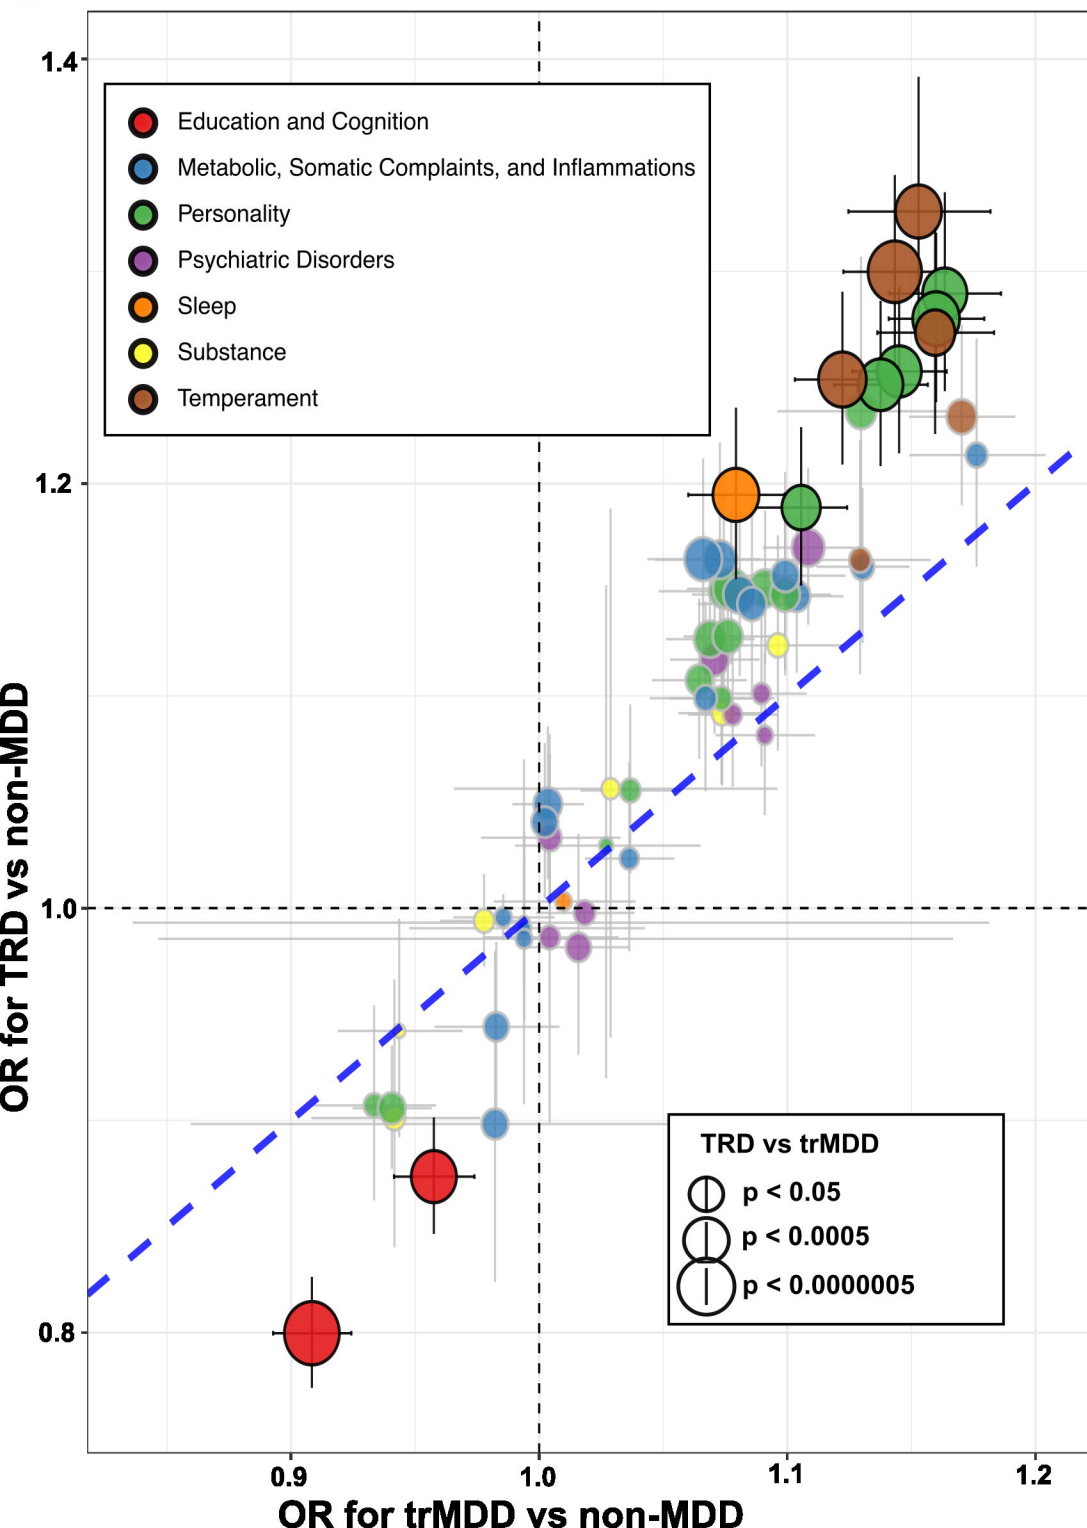 1.4
Education and Cognition
Metabolic, Somatic Complaints, and Inflammations
Personality
Psychiatric Disorders
Sleep
Substance
Temperament
1.2
OR for TRD vs non-MDD
1.0
TRD vs trMDD
p < 0.05
p < 0.0005
p < 0.0000005
0.8
0.9
1.0
1.1
1.2
OR for trMDD vs non-MDD